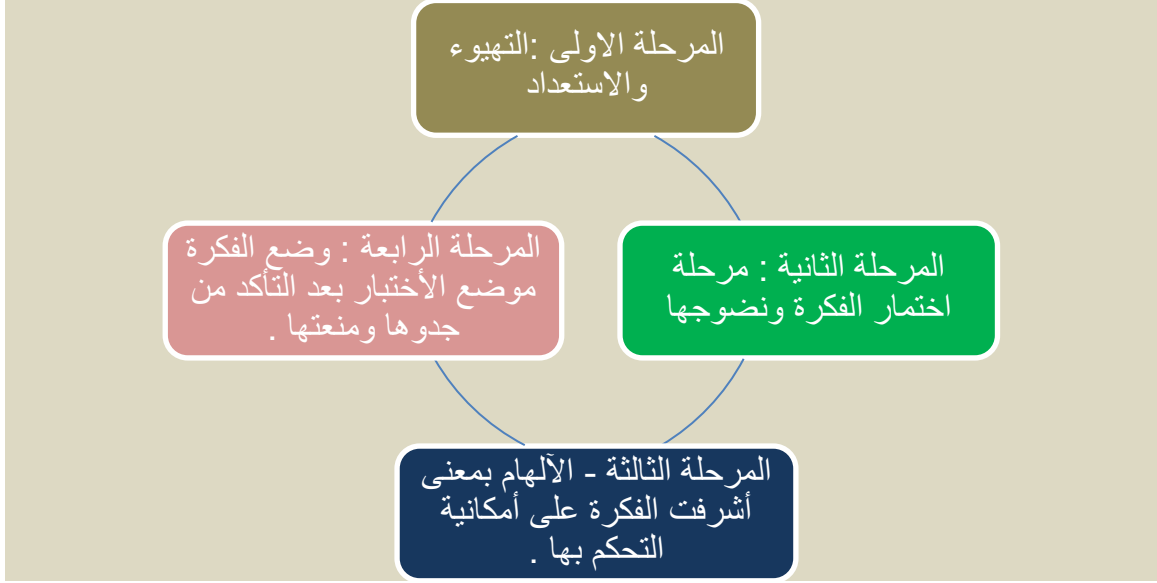 المرحلة الاولى :التهيوء
والاستعداد
المرحلة الثانية : مرحلة
اختمار الفكرة ونضوجها
المرحلة الثالثة - الآلهام بمعنى
أشرفت الفكرة على أمكانية
التحكم بها .
المرحلة الرابعة : وضع الفكرة
موضع الأختبار بعد التأكد من
جدوها ومنعتها .